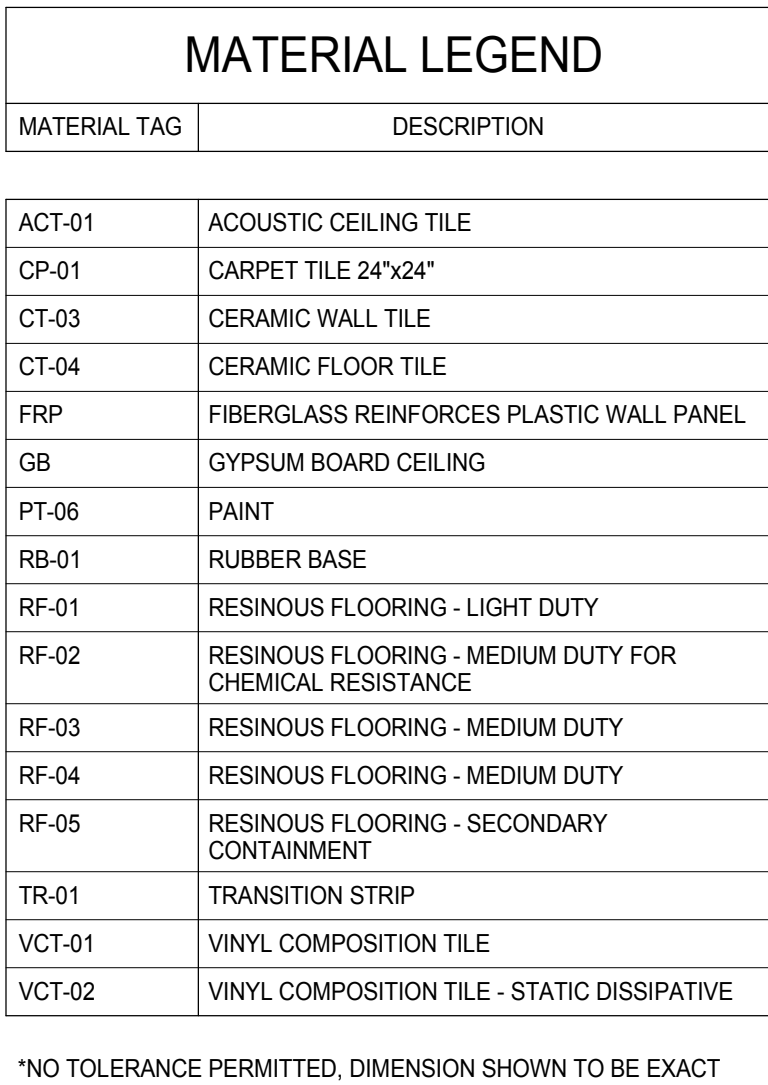 MATERIAL LEGEND
MATERIAL TAG DESCRIPTION
ACT-01 ACOUSTIC CEILING TILE
CP-01 CARPET TILE 24"x24"
CT-03 CERAMIC WALL TILE
CT-04 CERAMIC FLOOR TILE
FRP FIBERGLASS REINFORCES PLASTIC WALL PANEL
GB GYPSUM BOARD CEILING
PT-06 PAINT
RB-01 RUBBER BASE
RF-01 RESINOUS FLOORING - LIGHT DUTY
RF-02 RESINOUS FLOORING - MEDIUM DUTY FOR
CHEMICAL RESISTANCE
RF-03 RESINOUS FLOORING - MEDIUM DUTY
RF-04 RESINOUS FLOORING - MEDIUM DUTY
RF-05 RESINOUS FLOORING - SECONDARY
CONTAINMENT
TR-01 TRANSITION STRIP
VCT-01 VINYL COMPOSITION TILE
VCT-02 VINYL COMPOSITION TILE - STATIC DISSIPATIVE
*NO TOLERANCE PERMITTED, DIMENSION SHOWN TO BE EXACT